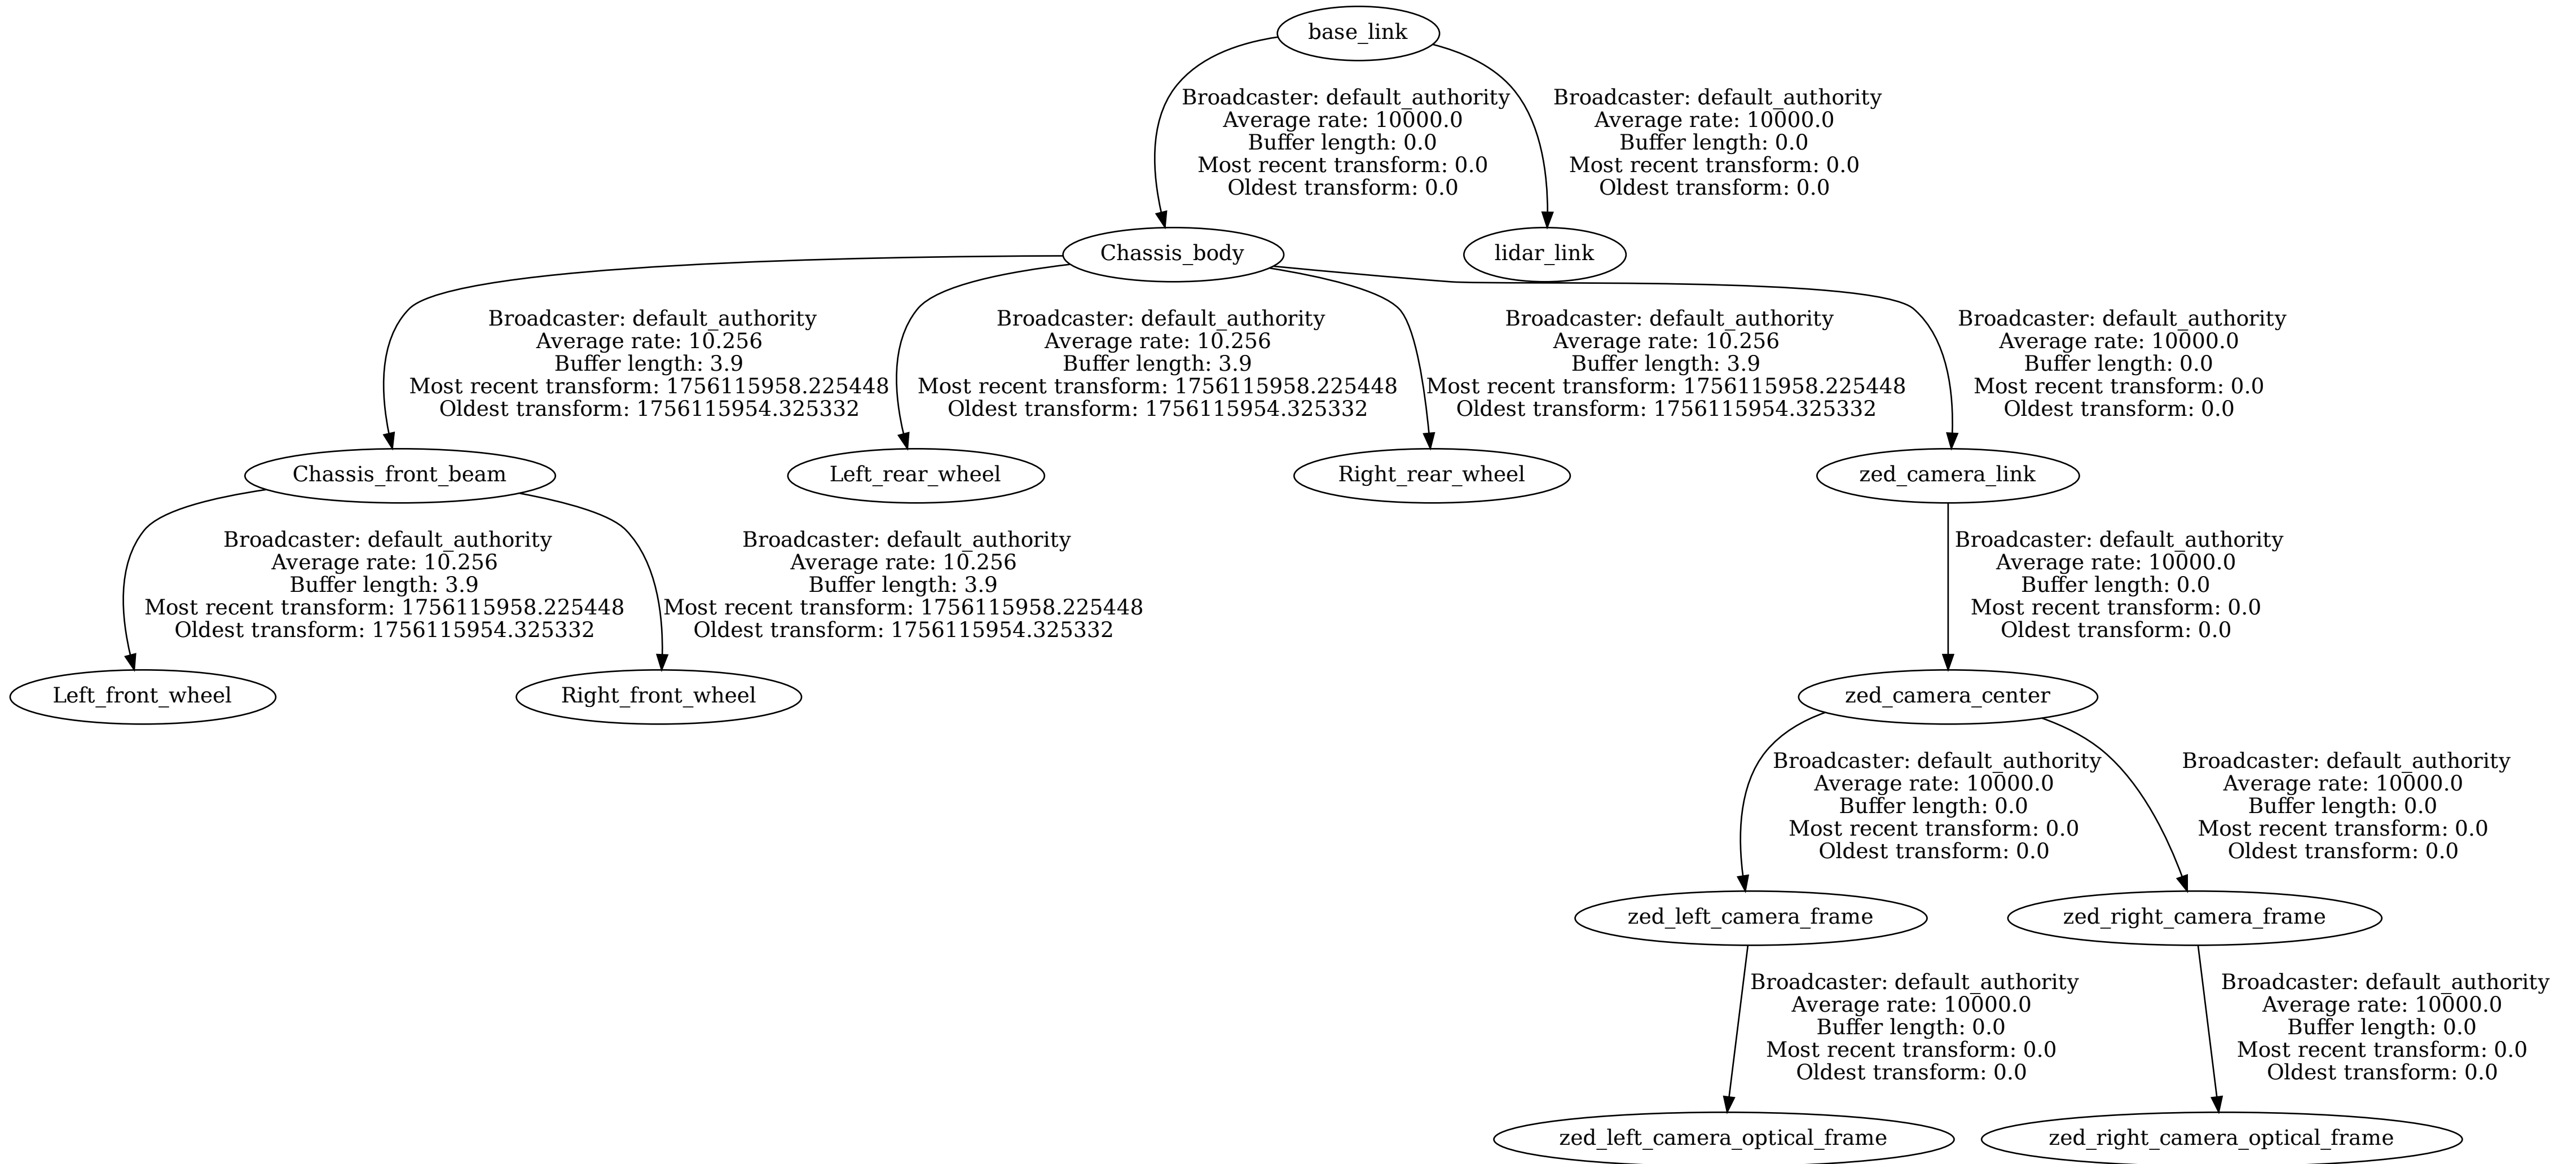 base_link
Broadcaster: default_authority
Average rate: 10000.0
Buffer length: 0.0
Most recent transform: 0.0
Oldest transform: 0.0
Broadcaster: default_authority
Average rate: 10000.0
Buffer length: 0.0
Most recent transform: 0.0
Oldest transform: 0.0
Chassis_body
lidar_link
Broadcaster: default_authority
Average rate: 10.256
Buffer length: 3.9
Most recent transform: 1756115958.225448
Oldest transform: 1756115954.325332
Broadcaster: default_authority
Average rate: 10.256
Buffer length: 3.9
Most recent transform: 1756115958.225448
Oldest transform: 1756115954.325332
Broadcaster: default_authority
Average rate: 10.256
Buffer length: 3.9
Most recent transform: 1756115958.225448
Oldest transform: 1756115954.325332
Broadcaster: default_authority
Average rate: 10000.0
Buffer length: 0.0
Most recent transform: 0.0
Oldest transform: 0.0
Chassis_front_beam
Left_rear_wheel
Right_rear_wheel
zed_camera_link
Broadcaster: default_authority
Average rate: 10.256
Buffer length: 3.9
Most recent transform: 1756115958.225448
Oldest transform: 1756115954.325332
Broadcaster: default_authority
Average rate: 10.256
Buffer length: 3.9
Most recent transform: 1756115958.225448
Oldest transform: 1756115954.325332
Broadcaster: default_authority
Average rate: 10000.0
Buffer length: 0.0
Most recent transform: 0.0
Oldest transform: 0.0
Left_front_wheel
Right_front_wheel
zed_camera_center
Broadcaster: default_authority
Average rate: 10000.0
Buffer length: 0.0
Most recent transform: 0.0
Oldest transform: 0.0
Broadcaster: default_authority
Average rate: 10000.0
Buffer length: 0.0
Most recent transform: 0.0
Oldest transform: 0.0
zed_left_camera_frame
zed_right_camera_frame
Broadcaster: default_authority
Average rate: 10000.0
Buffer length: 0.0
Most recent transform: 0.0
Oldest transform: 0.0
Broadcaster: default_authority
Average rate: 10000.0
Buffer length: 0.0
Most recent transform: 0.0
Oldest transform: 0.0
zed_left_camera_optical_frame
zed_right_camera_optical_frame